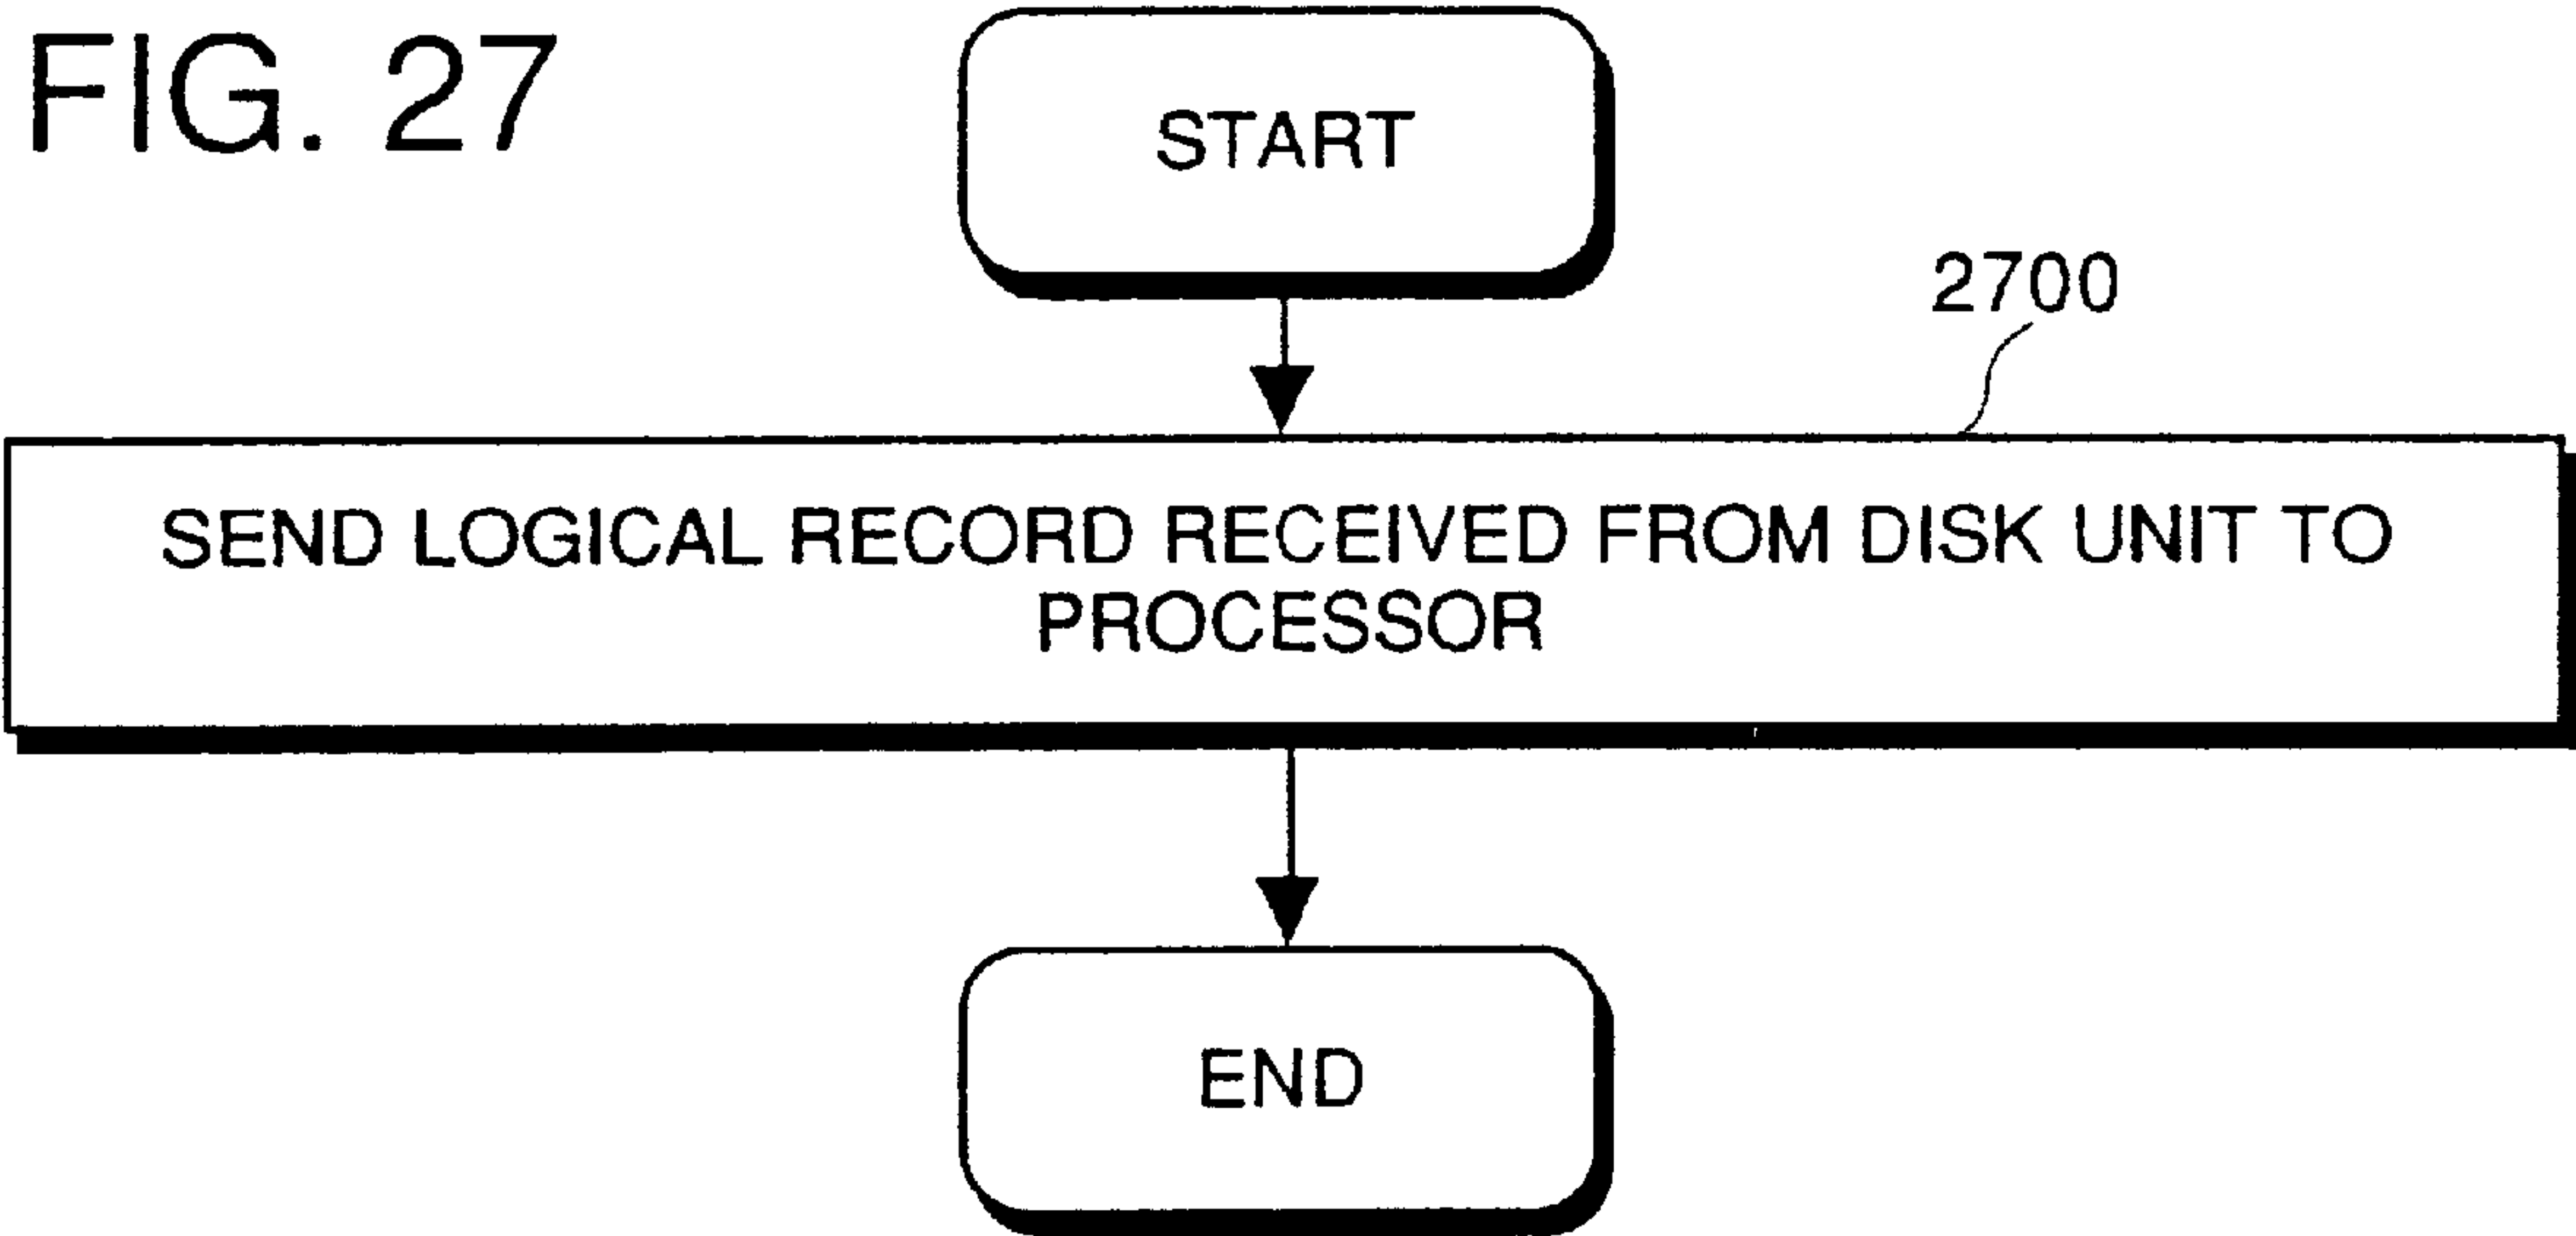 FIG. 27
START
2700
SEND LOGICAL RECORD RECEIVED FROM DISK UNIT TO
PROCESSOR
END